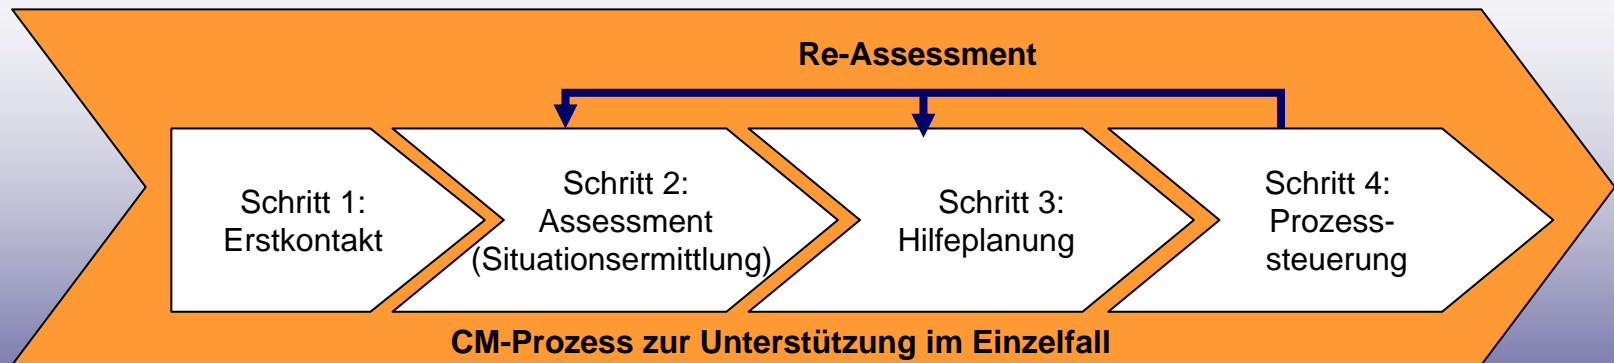 Re-Assessment
Schritt 1:
Erstkontakt
Schritt 2:
Assessment
(Situationsermittlung)
Schritt 3:
Hilfeplanung
Schritt 4:
Prozess-
steuerung
CM-Prozess zur Unterstützung im Einzelfall